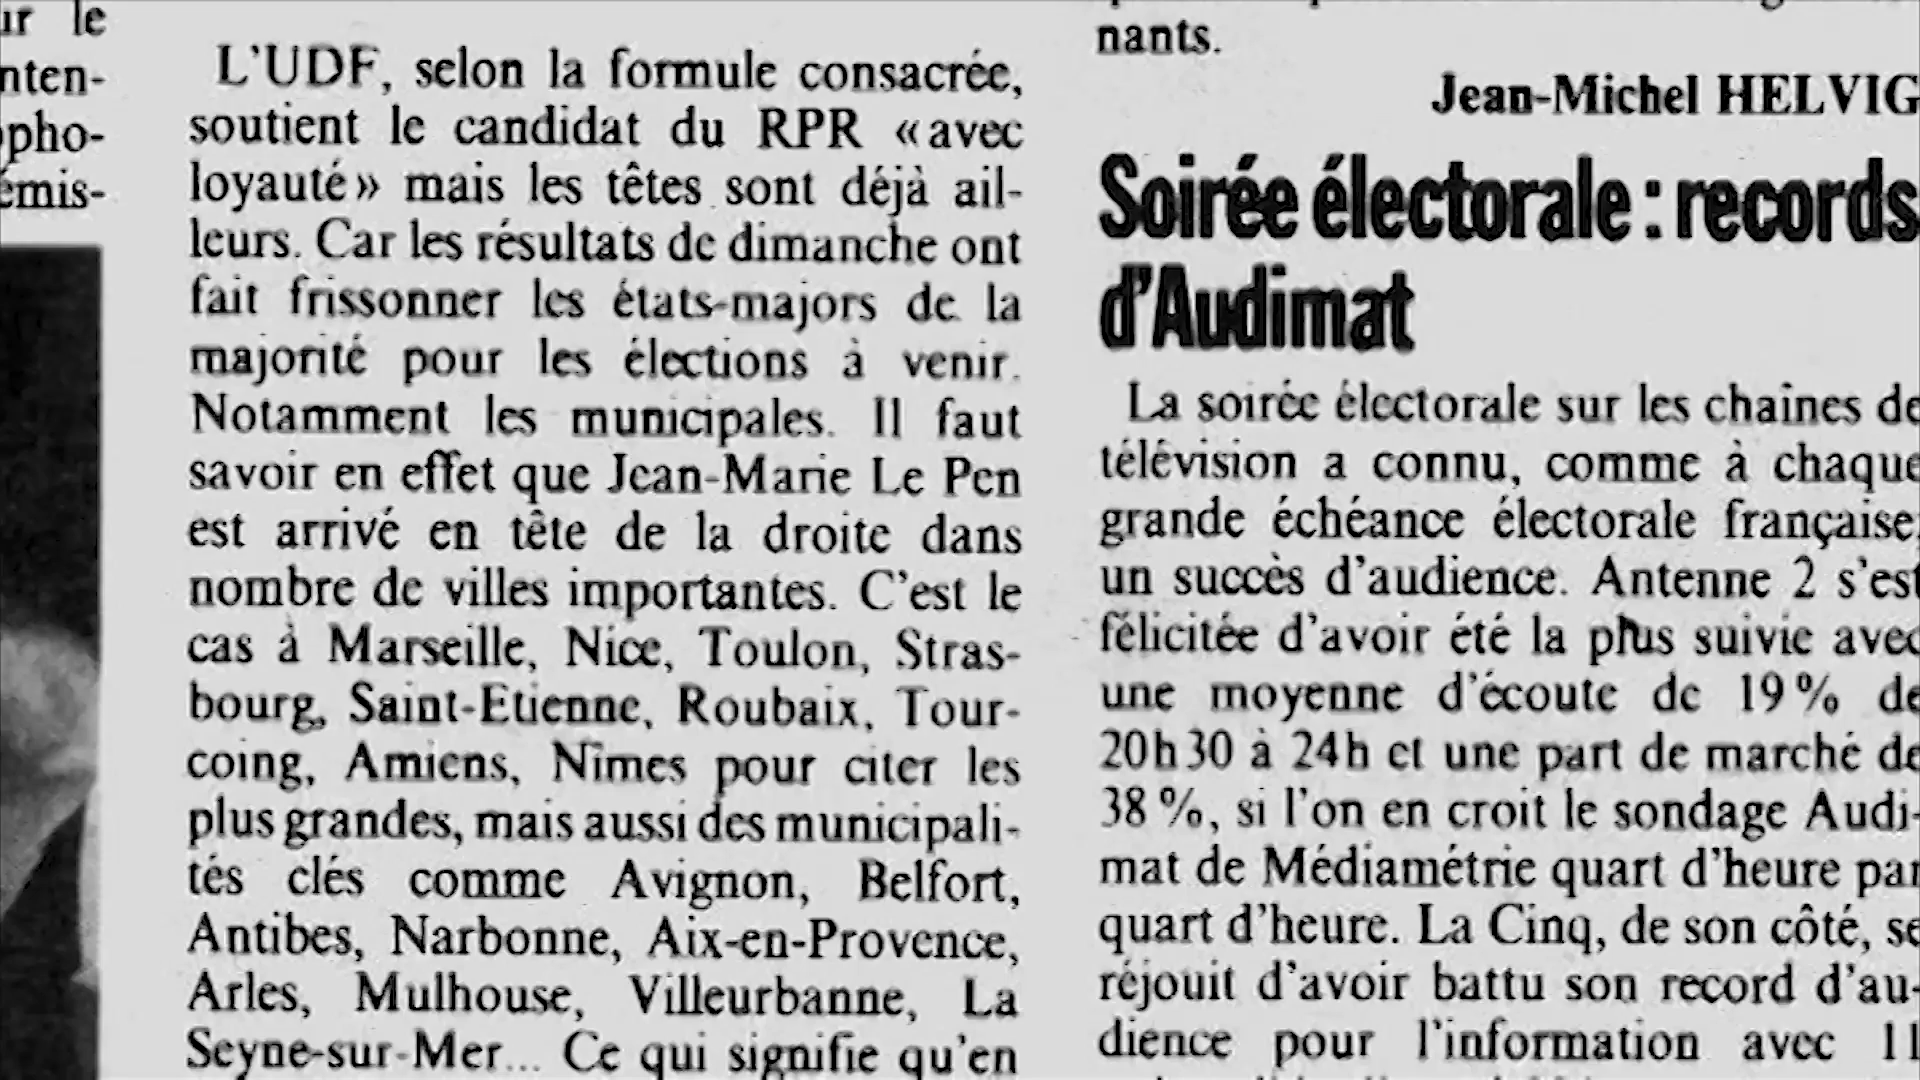 ur le
nten-
pho-
émis-
L'UDF, selon la formule consacrée,
soutient le candidat du RPR « avec
loyauté » mais les têtes sont déjà ail-
leurs. Car les résultats de dimanche ont
fait frissonner les états-majors de la
majorité pour les élections à venir.
Notamment les municipales. Il faut
savoir en effet que Jean-Marie Le Pen
est arrivé en tête de la droite dans
nombre de villes importantes. C'est le
cas à Marseille, Nice, Toulon, Stras-
bourg, Saint-Etienne, Roubaix, Tour-
coing, Amiens, Nîmes pour citer les
plus grandes, mais aussi des municipali-
tés clés comme Avignon, Belfort,
Antibes, Narbonne, Aix-en-Provence,
Arles, Mulhouse, Villeurbanne, La
Seyne-sur-Mer... Ce qui signifie qu'en
nants.
Jean-Michel HELVIG
Soirée électorale : records
d'Audimat
La soirée électorale sur les chaînes de
télévision a connu, comme à chaque
grande échéance électorale française,
un succès d'audience. Antenne 2 s'est
félicitée d'avoir été la plus suivie avec
une moyenne d'écoute de 19 % de
20 h 30 à 24 h et une part de marché de
38 %, si l'on en croit le sondage Audi-
mat de Médiamétrie quart d'heure par
quart d'heure. La Cinq, de son côté, se
réjouit d'avoir battu son record d'au-
dience pour l'information avec 11